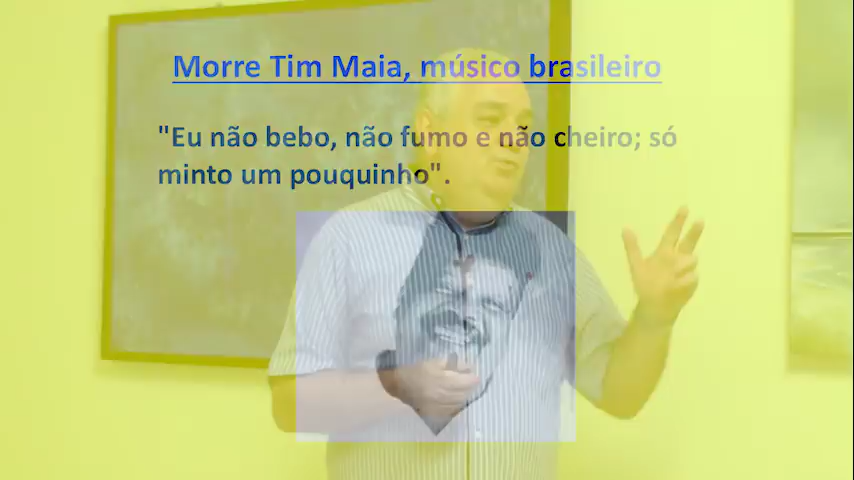 Morre Tim Maia, músico brasileiro
"Eu não bebo, não fumo e não cheiro; só
minto um pouquinho".